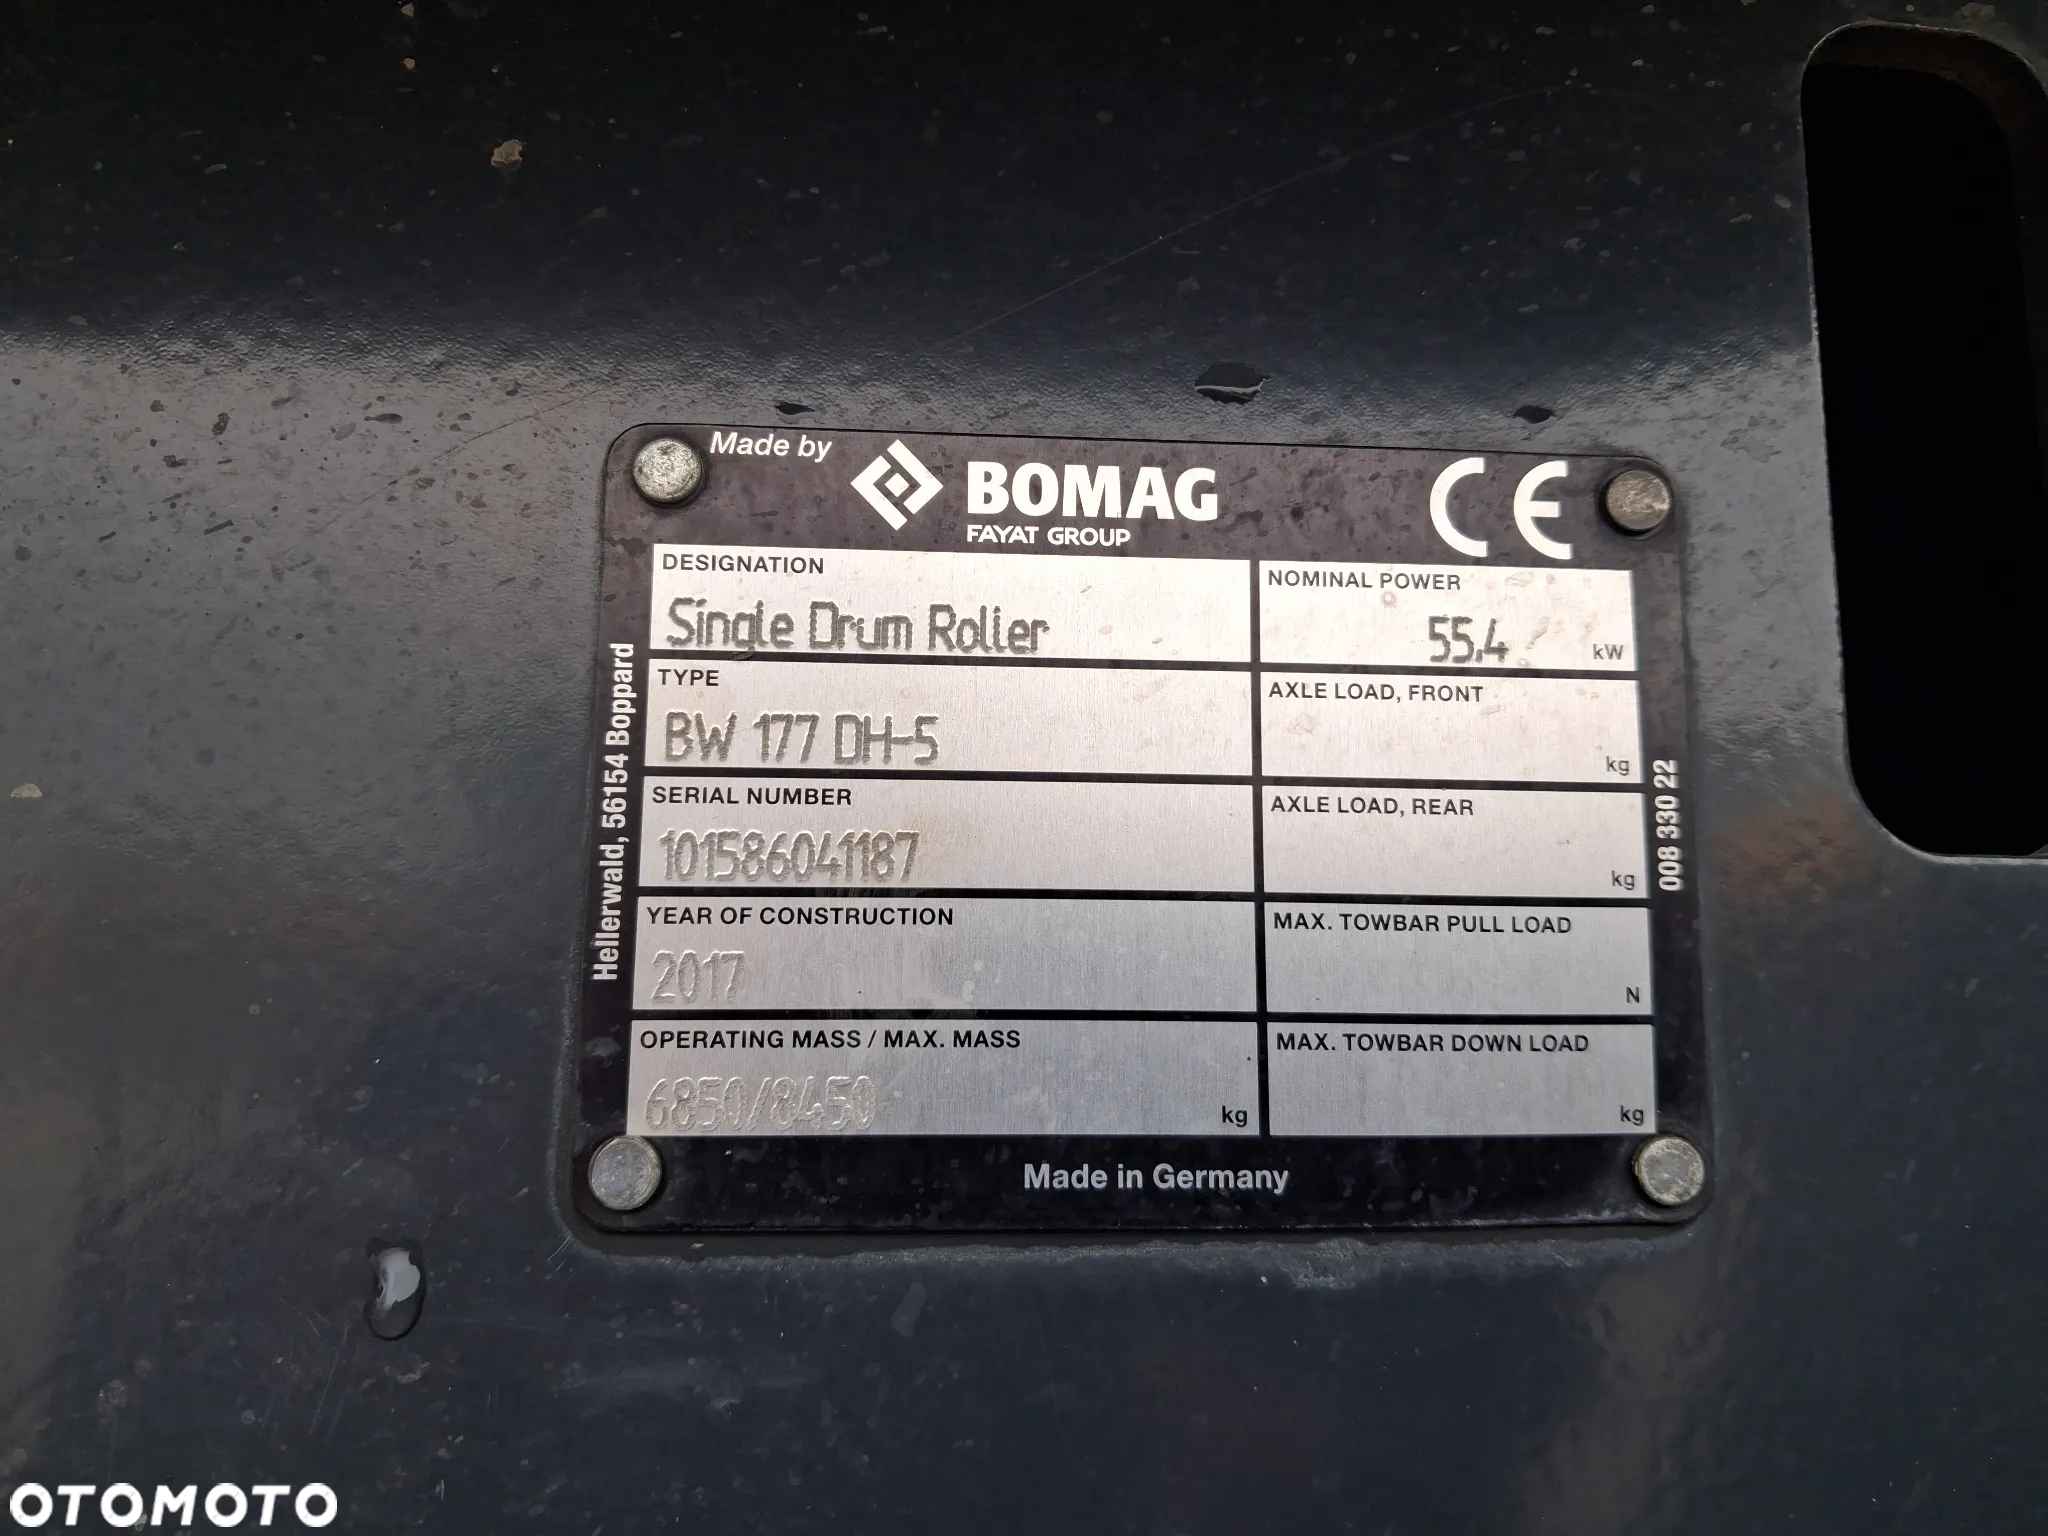 Made by BOMAG
FAYAT GROUP
CE
DESIGNATION
Single Drum Roller
NOMINAL POWER
55,4 kW
TYPE
BW 177 DH-5
AXLE LOAD, FRONT
kg
SERIAL NUMBER
101586041187
AXLE LOAD, REAR
kg
YEAR OF CONSTRUCTION
2017
MAX. TOWBAR PULL LOAD
N
OPERATING MASS / MAX. MASS
6850/8450 kg
MAX. TOWBAR DOWN LOAD
kg
Made in Germany
Hellerwald, 56154 Boppard
008 330 22
OTOMOTO